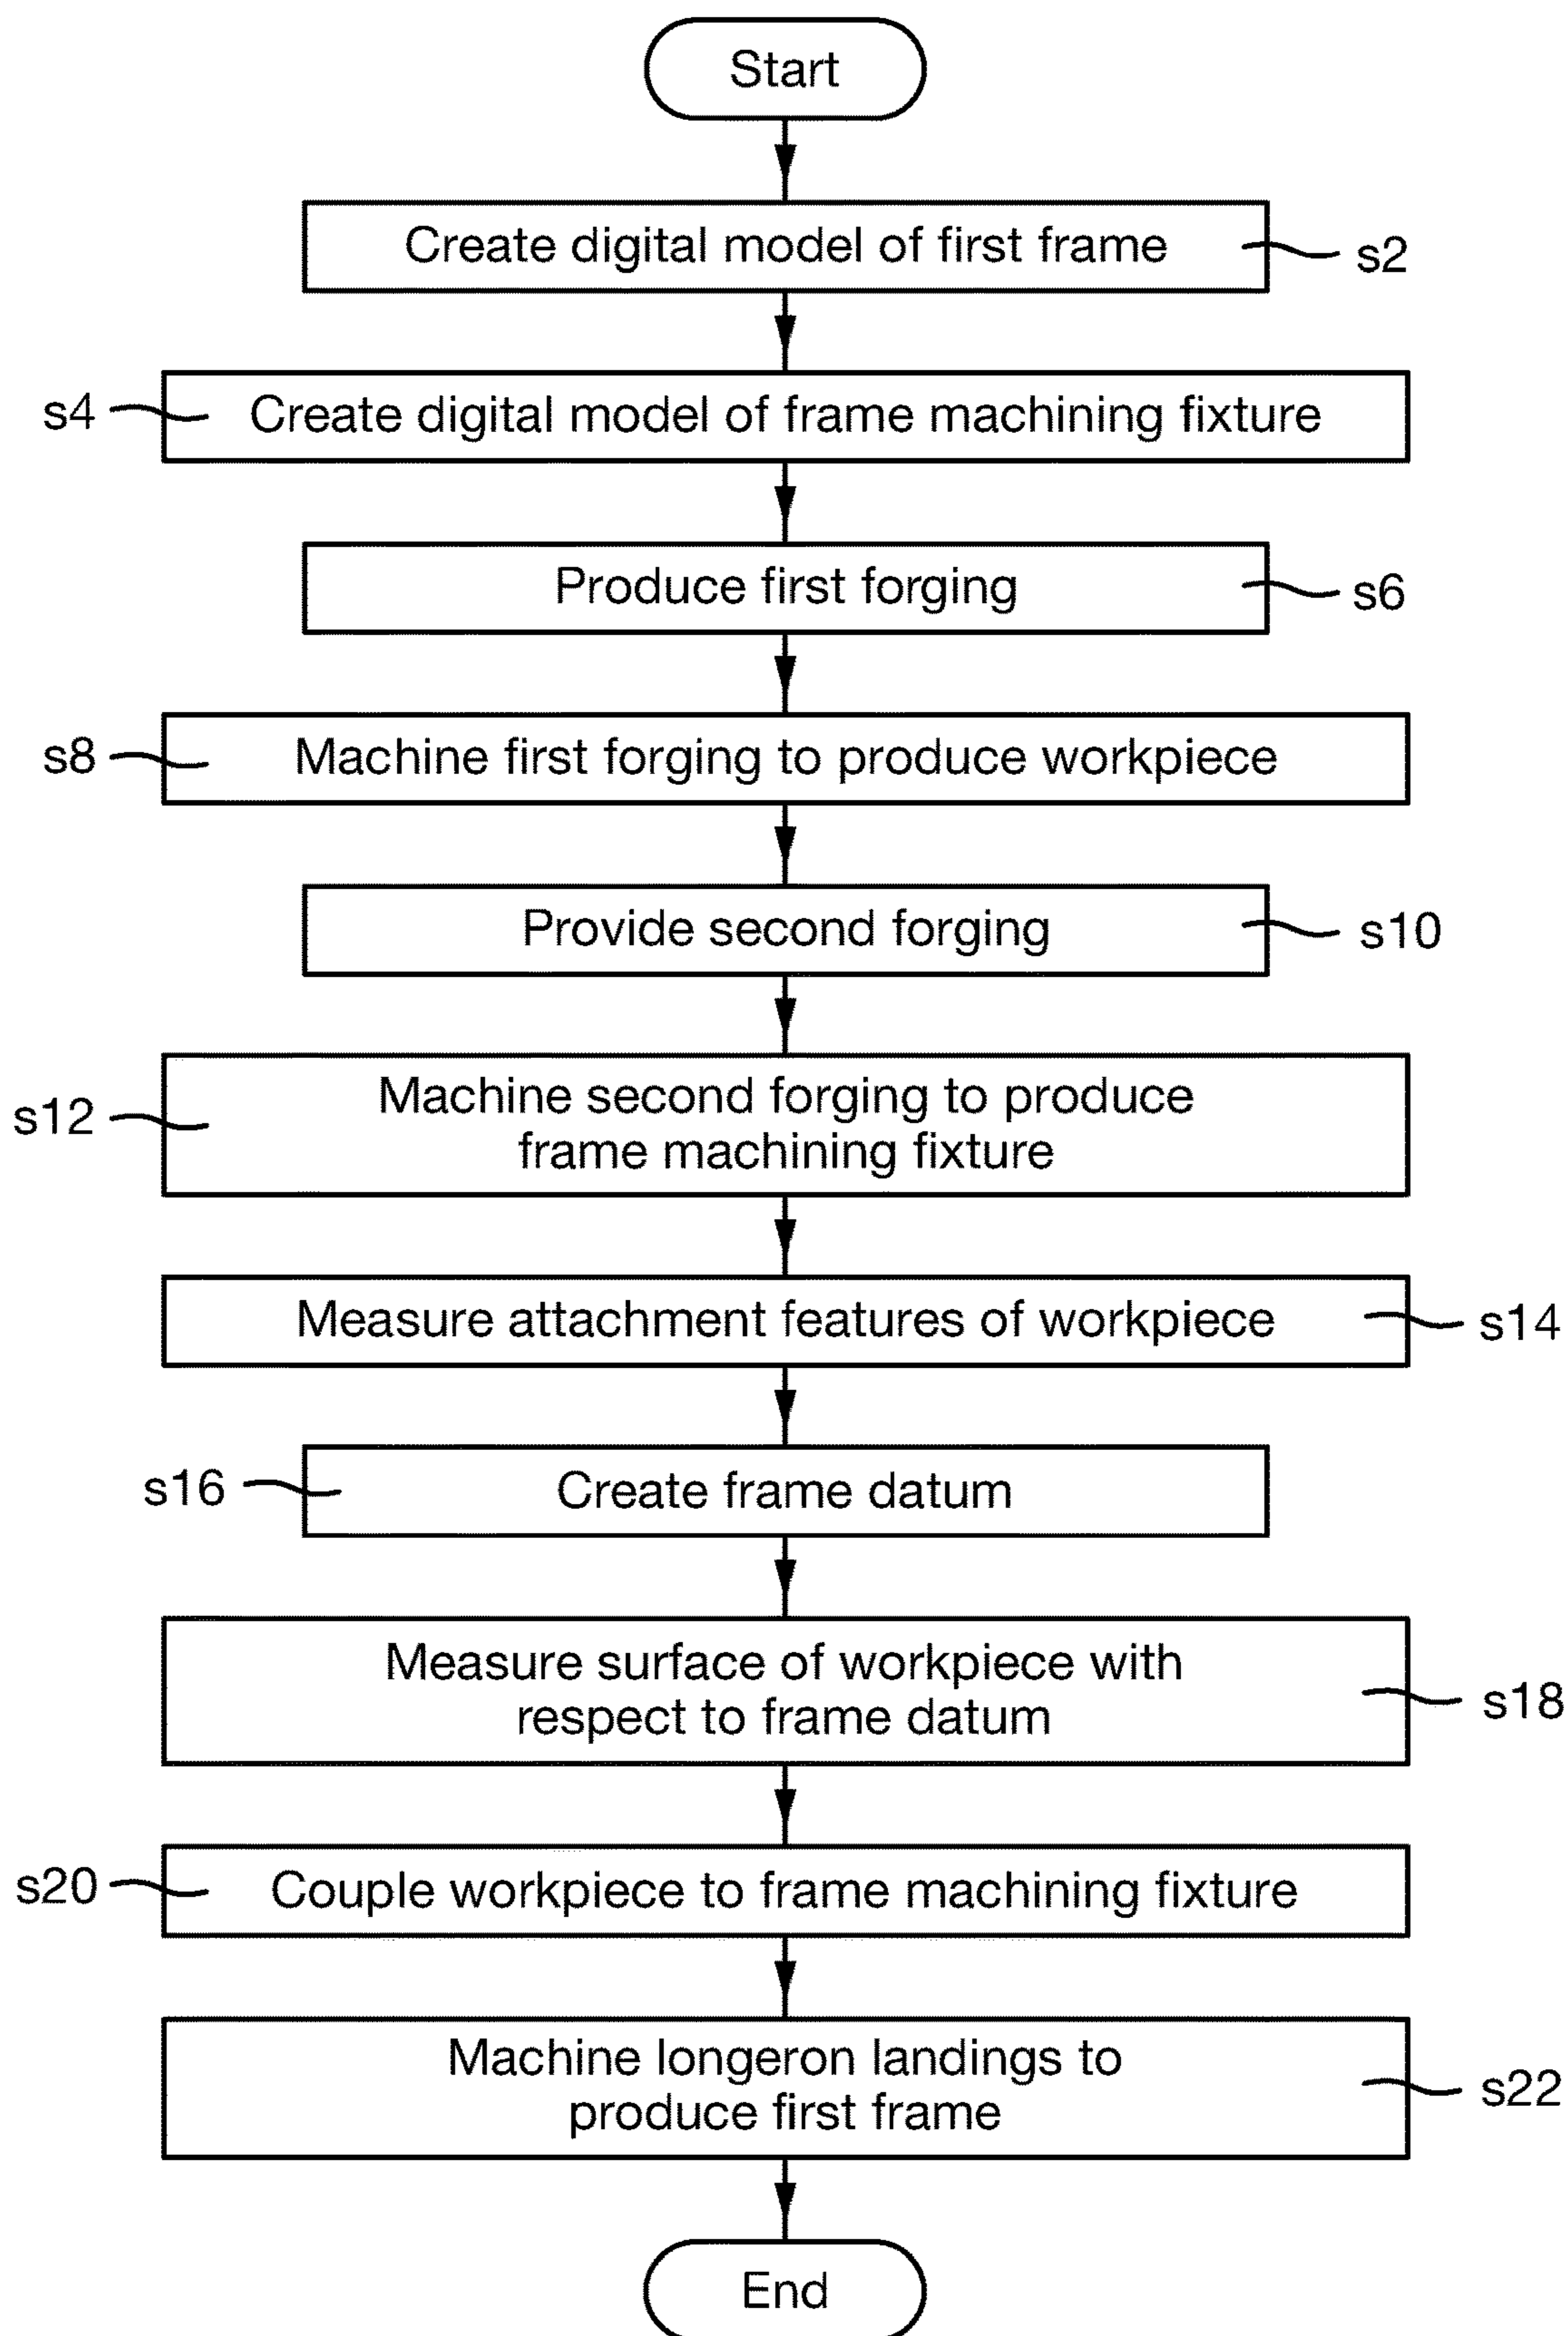 Start
Create digital model of first frame
s2
s4
Create digital model of frame machining fixture
Produce first forging
s6
s8
Machine first forging to produce workpiece
Provide second forging
s10
s12
Machine second forging to produce
frame machining fixture
Measure attachment features of workpiece
s14
s16
Create frame datum
Measure surface of workpiece with
respect to frame datum
s18
s20
Couple workpiece to frame machining fixture
Machine longeron landings to
produce first frame
s22
End